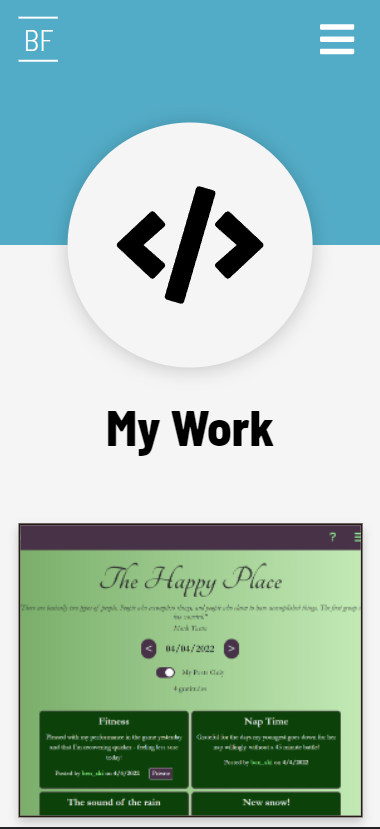 BF
</>
My Work
?
The Happy Place
There are basically two types of people. People who accomplish things, and people who claim to have accomplished things. The first group is
less crowded."
Mark Twain
< 04/04/2022 >
My Posts Only
4 gratitudes
Fitness
Pleased with my performance in the game yesterday
and that I'm recovering quicker - feeling less sore
today!
Posted by on 4/4/2022 Private
Nap Time
Grateful for the days my youngest goes down for her
nap willingly without a 45 minute battle!
Posted by on 4/4/2022
The sound of the rain
New snow!